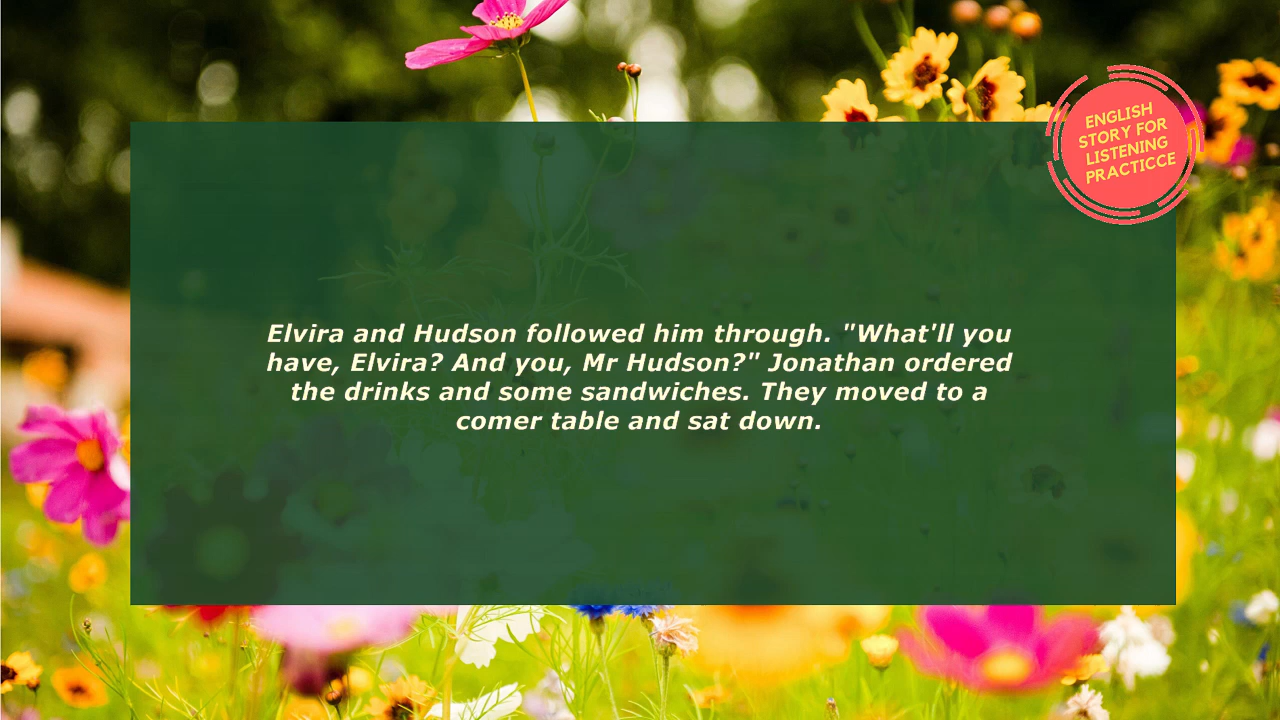 ENGLISH
STORY FOR
LISTENING
PRACTICCE
Elvira and Hudson followed him through. "What'll you
have, Elvira? And you, Mr Hudson?" Jonathan ordered
the drinks and some sandwiches. They moved to a
comer table and sat down.